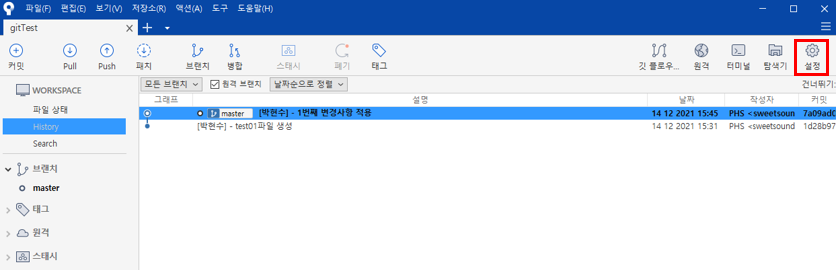 파일(F) 편집(E) 보기(V) 저장소(R) 액션(A) 도구 도움말(H)
gitTest
커밋 Pull Push 패치 브랜치 병합 스태시 폐기 태그 깃 플로우... 원격 터미널 탐색기 설정
WORKSPACE
파일 상태
History
Search
브랜치
master
태그
원격
스태시
모든 브랜치 원격 브랜치 날짜순으로 정렬 건너뛰기:
그래프 설명 날짜 작성자 커밋
master [박현수] - 1번째 변경사항 적용 14 12 2021 15:45 PHS <sweetsoun 7a09ad0
[박현수] - test01파일 생성 14 12 2021 15:31 PHS <sweetsound 1d28b97